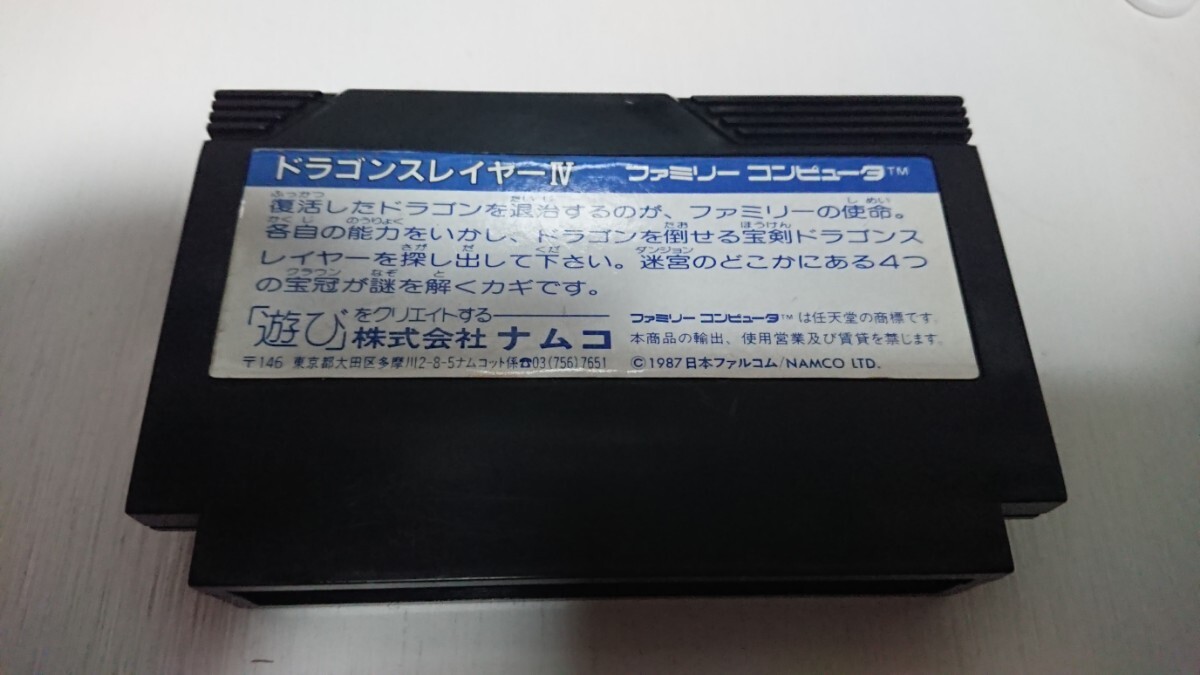 ドラゴンスレイヤーⅣ ファミリー コンピュータ™
復活したドラゴンを退治するのが、ファミリーの使命。
各自の能力をいかし、ドラゴンを倒せる宝剣ドラゴンス
レイヤーを探し出して下さい。迷宮のどこかにある4つ
の宝冠が謎を解くカギです。
「遊び」をクリエイトする
株式会社 ナムコ
〒146 東京都大田区多摩川2-8-5ナムコット係☎03(756)7651
ファミリー コンピュータ™は任天堂の商標です。
本商品の輸出、使用営業及び賃貸を禁じます。
©1987日本ファルコム/NAMCO LTD.